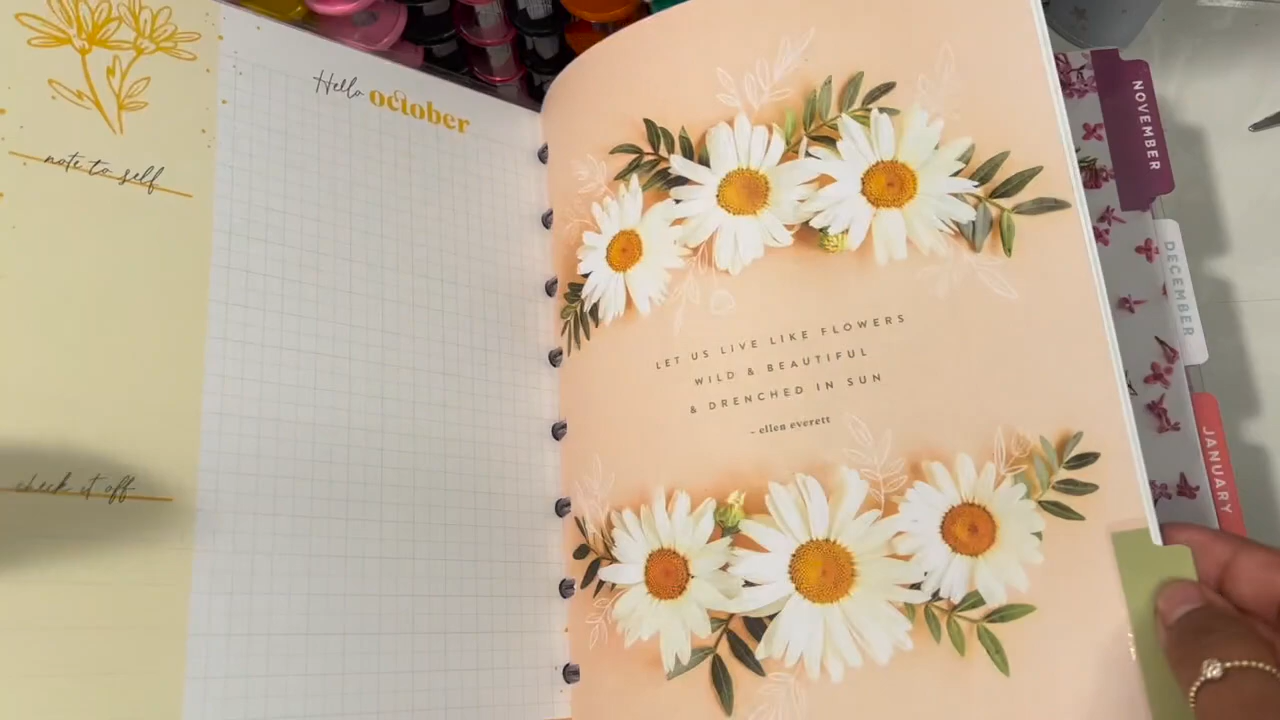 Hello october
note to self
check it off
LET US LIVE LIKE FLOWERS
WILD & BEAUTIFUL
& DRENCHED IN SUN
- ellen everett
NOVEMBER
DECEMBER
JANUARY